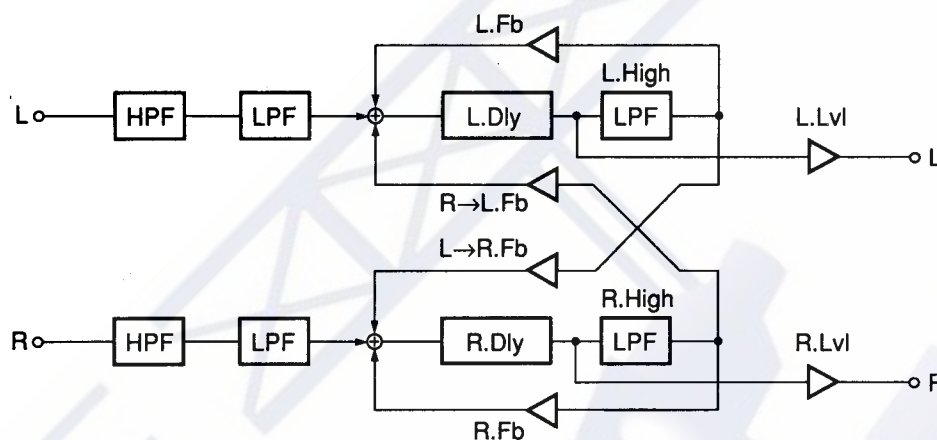 L.Fb
L.High
L HPF LPF L.Dly LPF L.Lvl L
R→L.Fb
L→R.Fb
R.High
R HPF LPF R.Dly LPF R.Lvl
R.Fb